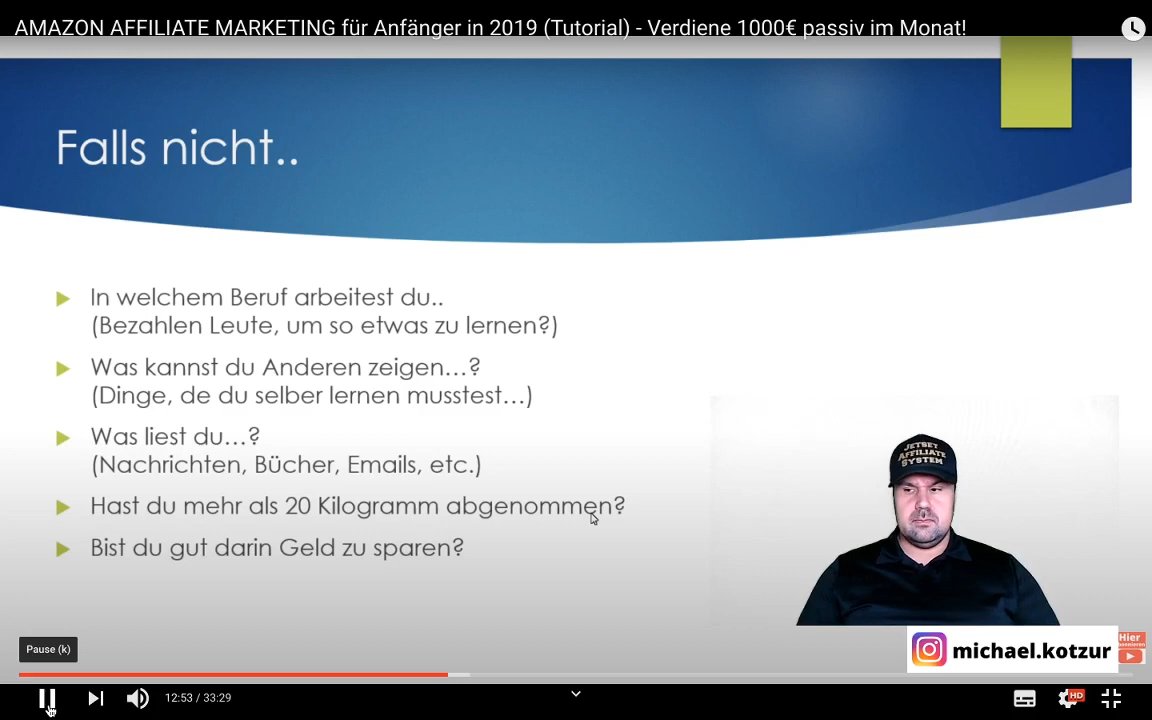 AMAZON AFFILIATE MARKETING für Anfänger in 2019 (Tutorial) - Verdiene 1000€ passiv im Monat!
Falls nicht..
In welchem Beruf arbeitest du..
(Bezahlen Leute, um so etwas zu lernen?)
Was kannst du Anderen zeigen...?
(Dinge, de du selber lernen musstest...)
Was liest du...?
(Nachrichten, Bücher, Emails, etc.)
Hast du mehr als 20 Kilogramm abgenommen?
Bist du gut darin Geld zu sparen?
JETSET
AFFILIATE
SYSTEM
michael.kotzur
Hier
Pause (k)
12:53 / 33:29
HD